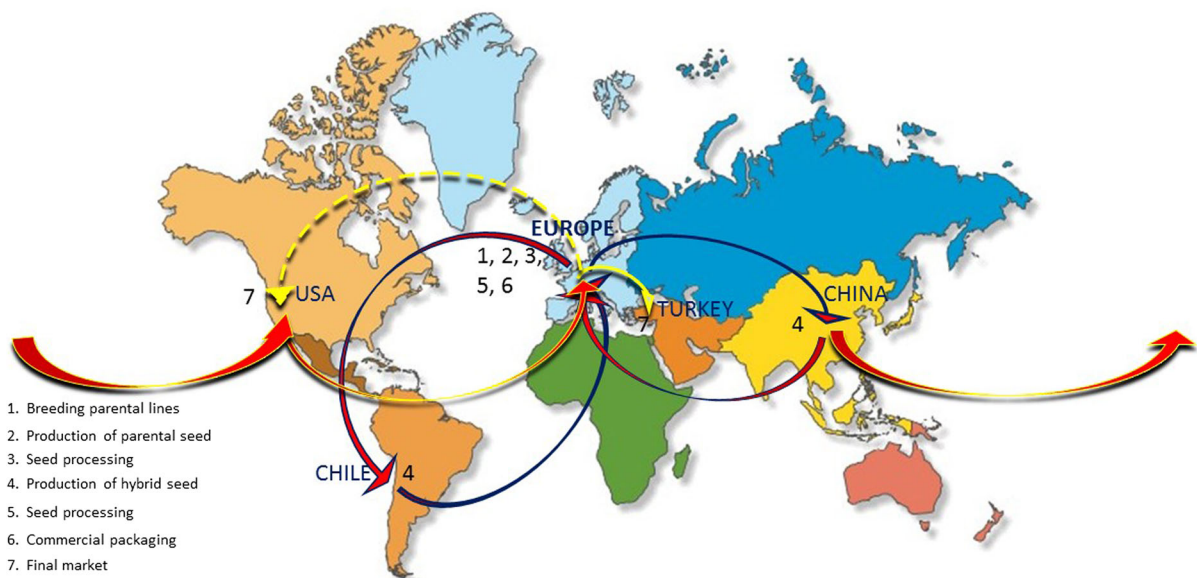 EUROPE
1, 2, 3,
5, 6
7 USA
TURKEY
7
CHINA
4
CHILE 4
1. Breeding parental lines
2. Production of parental seed
3. Seed processing
4. Production of hybrid seed
5. Seed processing
6. Commercial packaging
7. Final market